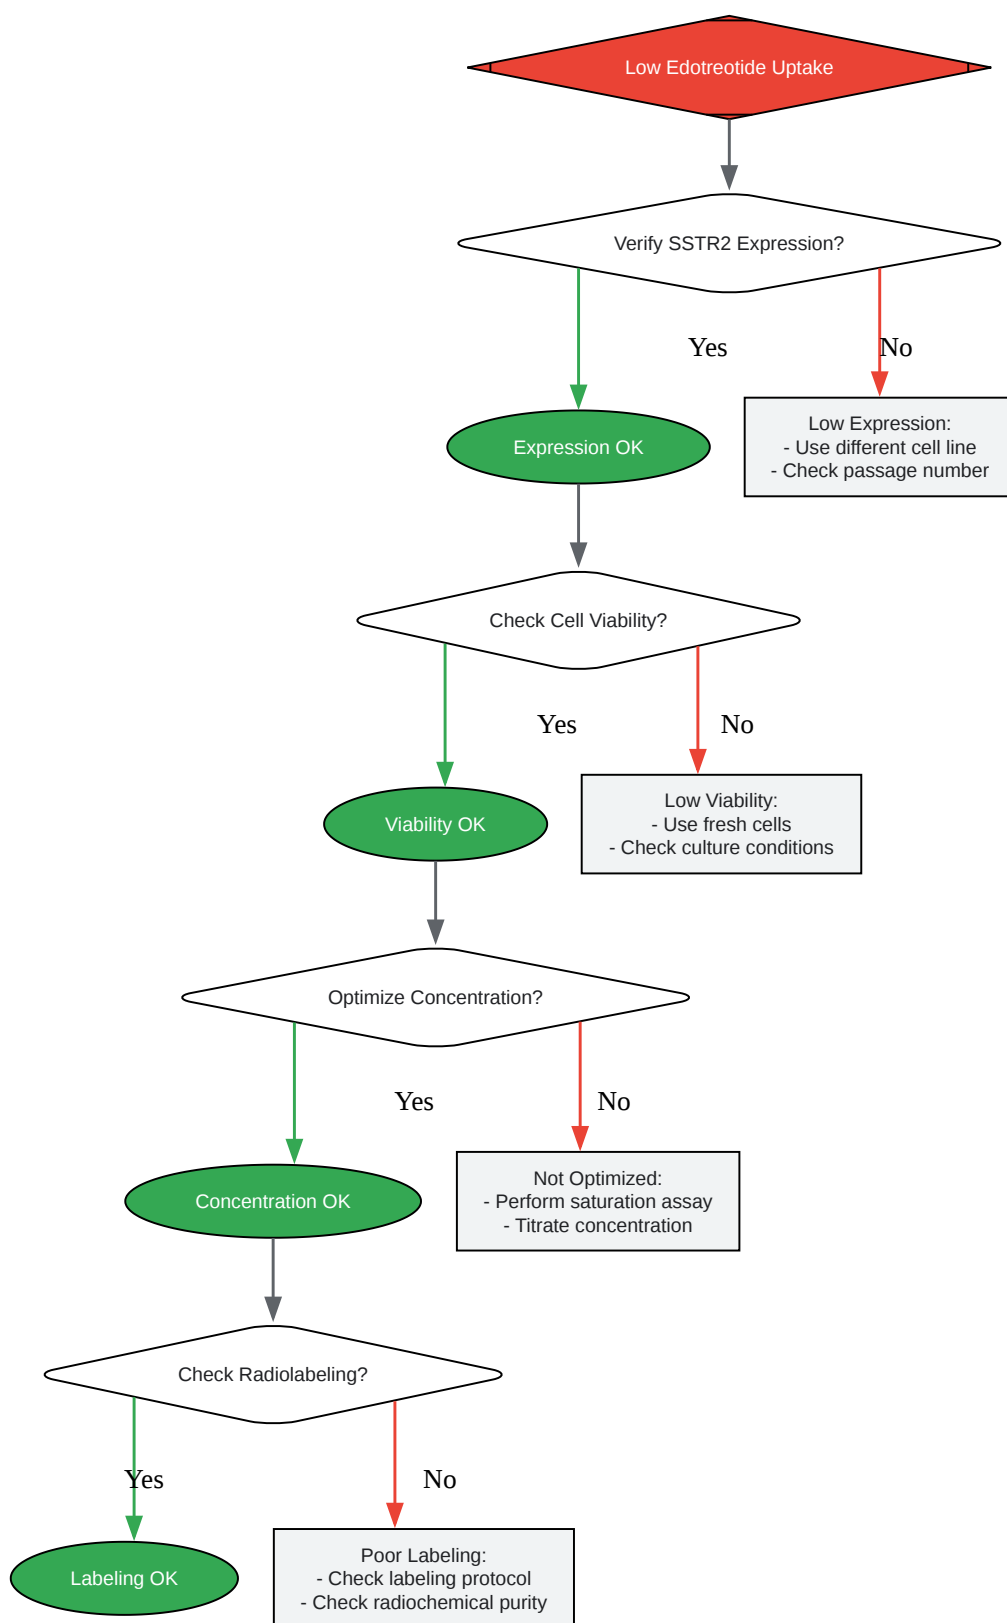 Low Edotreotide Uptake
Verify SSTR2 Expression?
Yes
No
Expression OK
Low Expression:
- Use different cell line
- Check passage number
Check Cell Viability?
Yes
No
Viability OK
Low Viability:
- Use fresh cells
- Check culture conditions
Optimize Concentration?
Yes
No
Concentration OK
Not Optimized:
- Perform saturation assay
- Titrate concentration
Check Radiolabeling?
Yes
No
Labeling OK
Poor Labeling:
- Check labeling protocol
- Check radiochemical purity